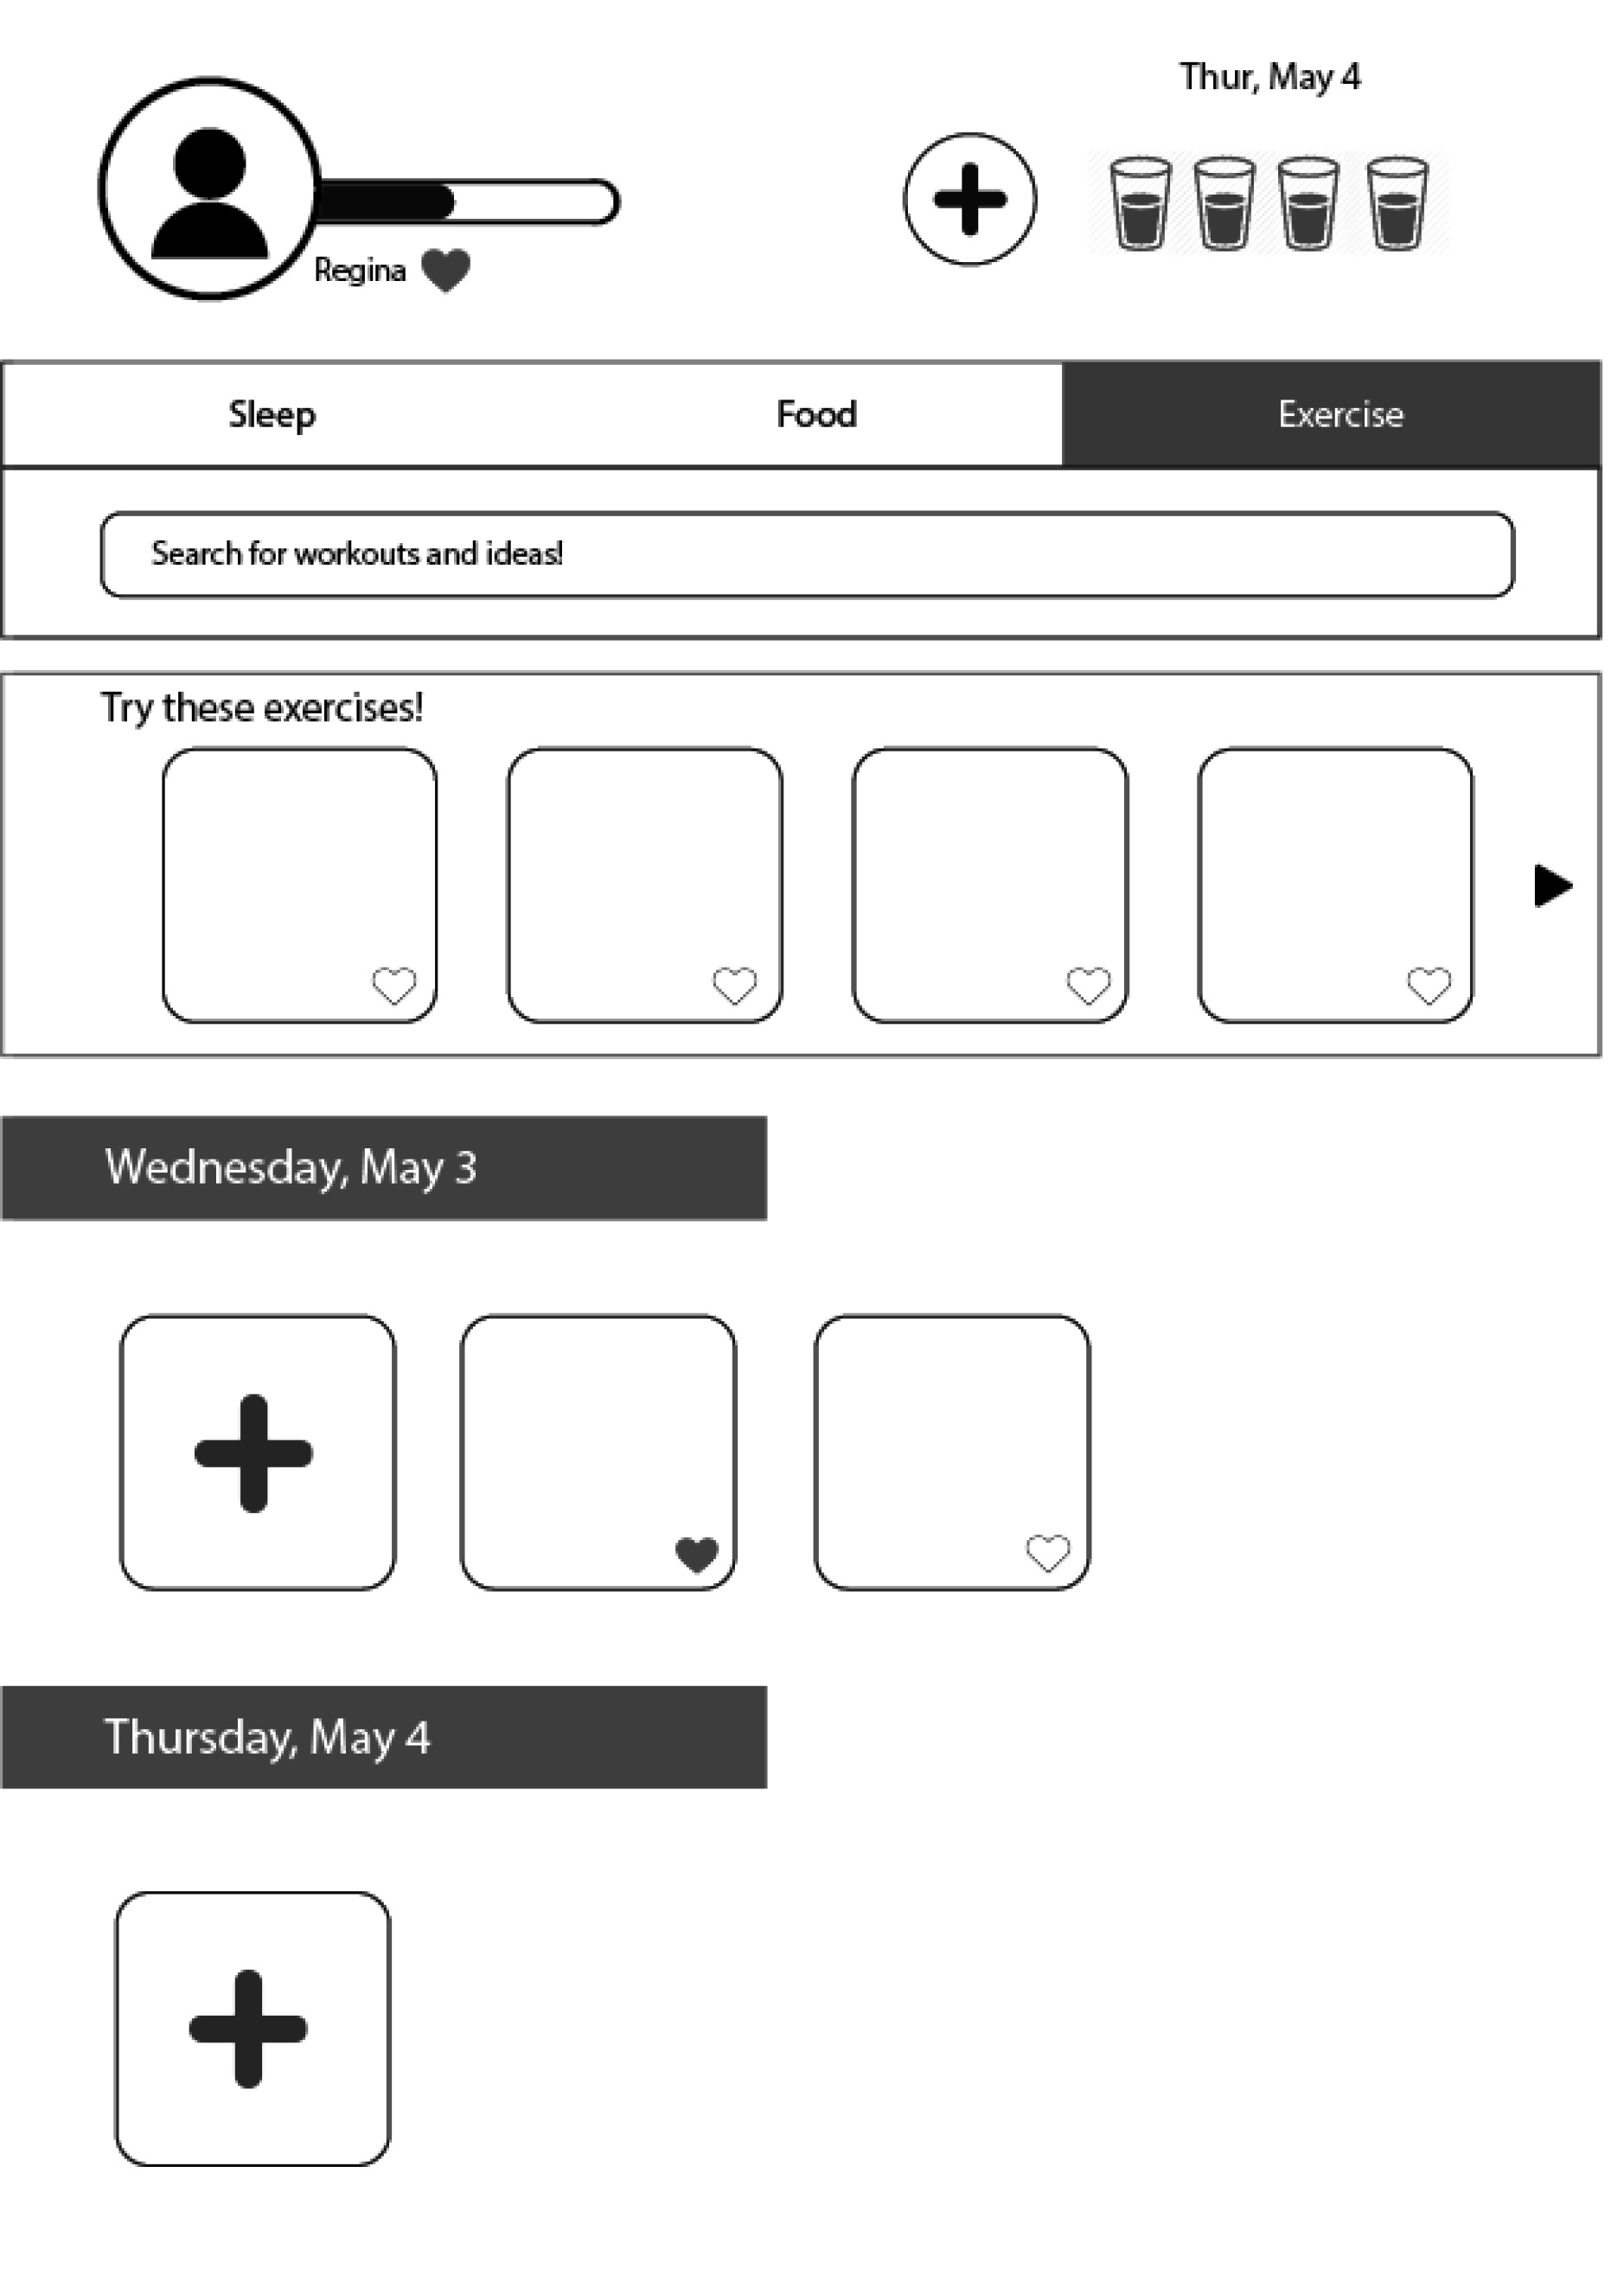 Thur, May 4
Regina
Sleep
Food
Exercise
Search for workouts and ideas!
Try these exercises!
Wednesday, May 3
Thursday, May 4